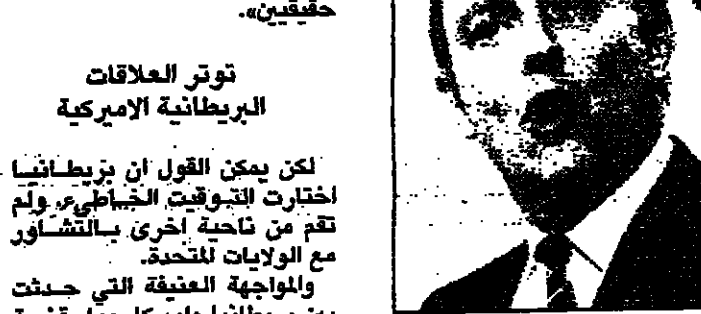 حقيقيين».
توتر العلاقات
البريطانية الاميركية
لكن يمكن القول ان بريطانيا
اختارت التوقيت الخاطيء، ولم
تقم من ناحية اخرى بالتشاور
مع الولايات المتحدة.
والمواجهة العنيفة التي حدثت